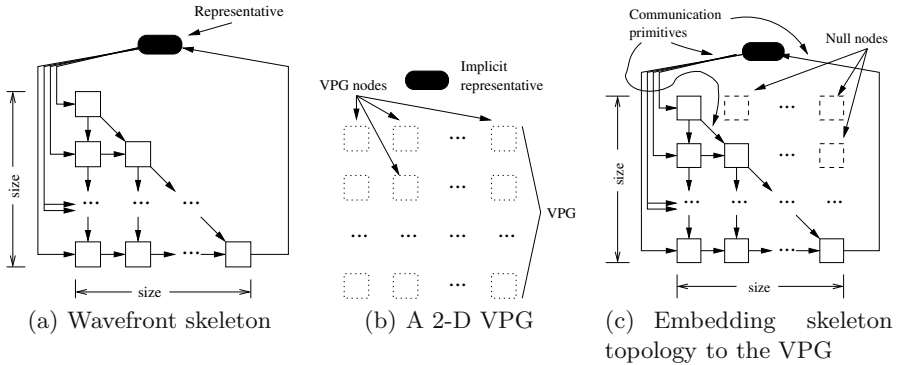 Representative
size
...
...
...
...
size
(a) Wavefront skeleton
VPG nodes
Implicit
representative
...
...
... ... ... ...
...
VPG
(b) A 2-D VPG
Communication
primitives
Null nodes
...
...
size
... ... ... ...
...
size
(c) Embedding skeleton
topology to the VPG